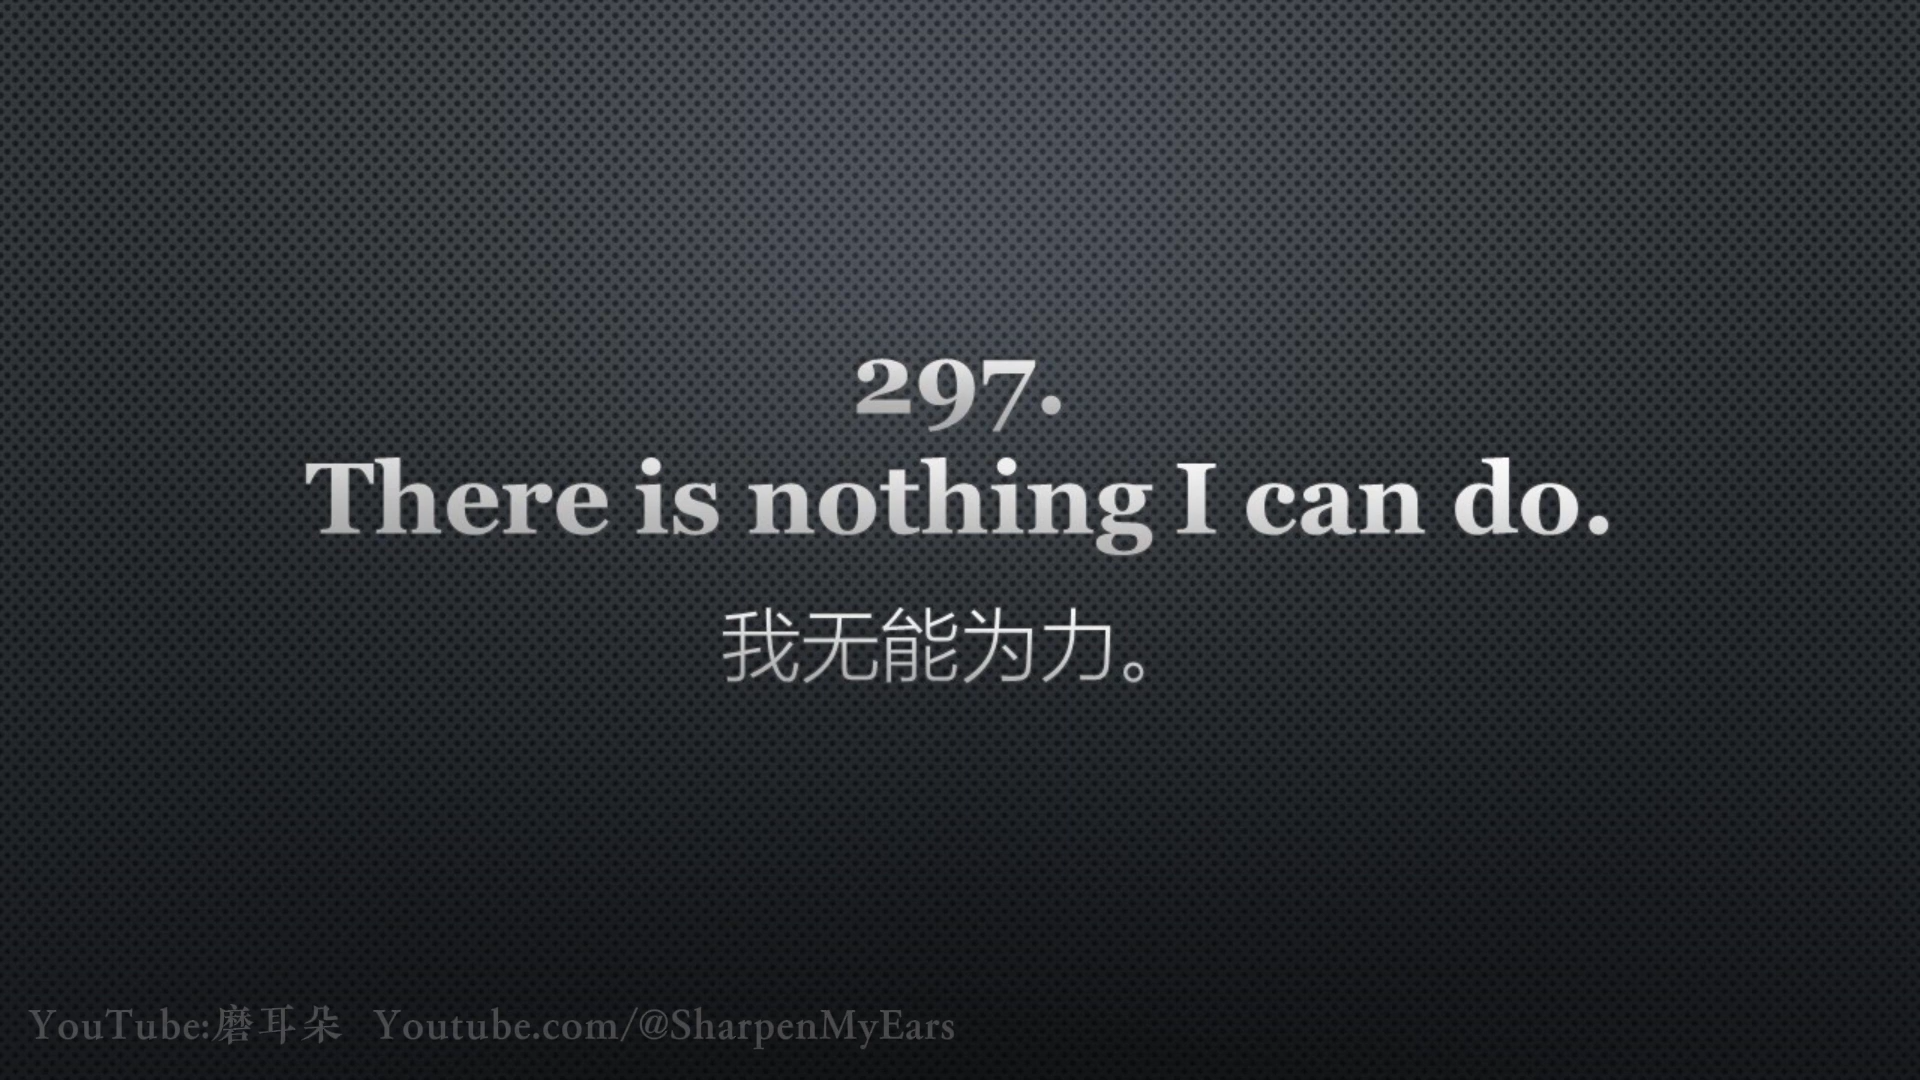 297.
There is nothing I can do.
我无能为力。
YouTube:磨耳朵 Youtube.com/@SharpenMyEars